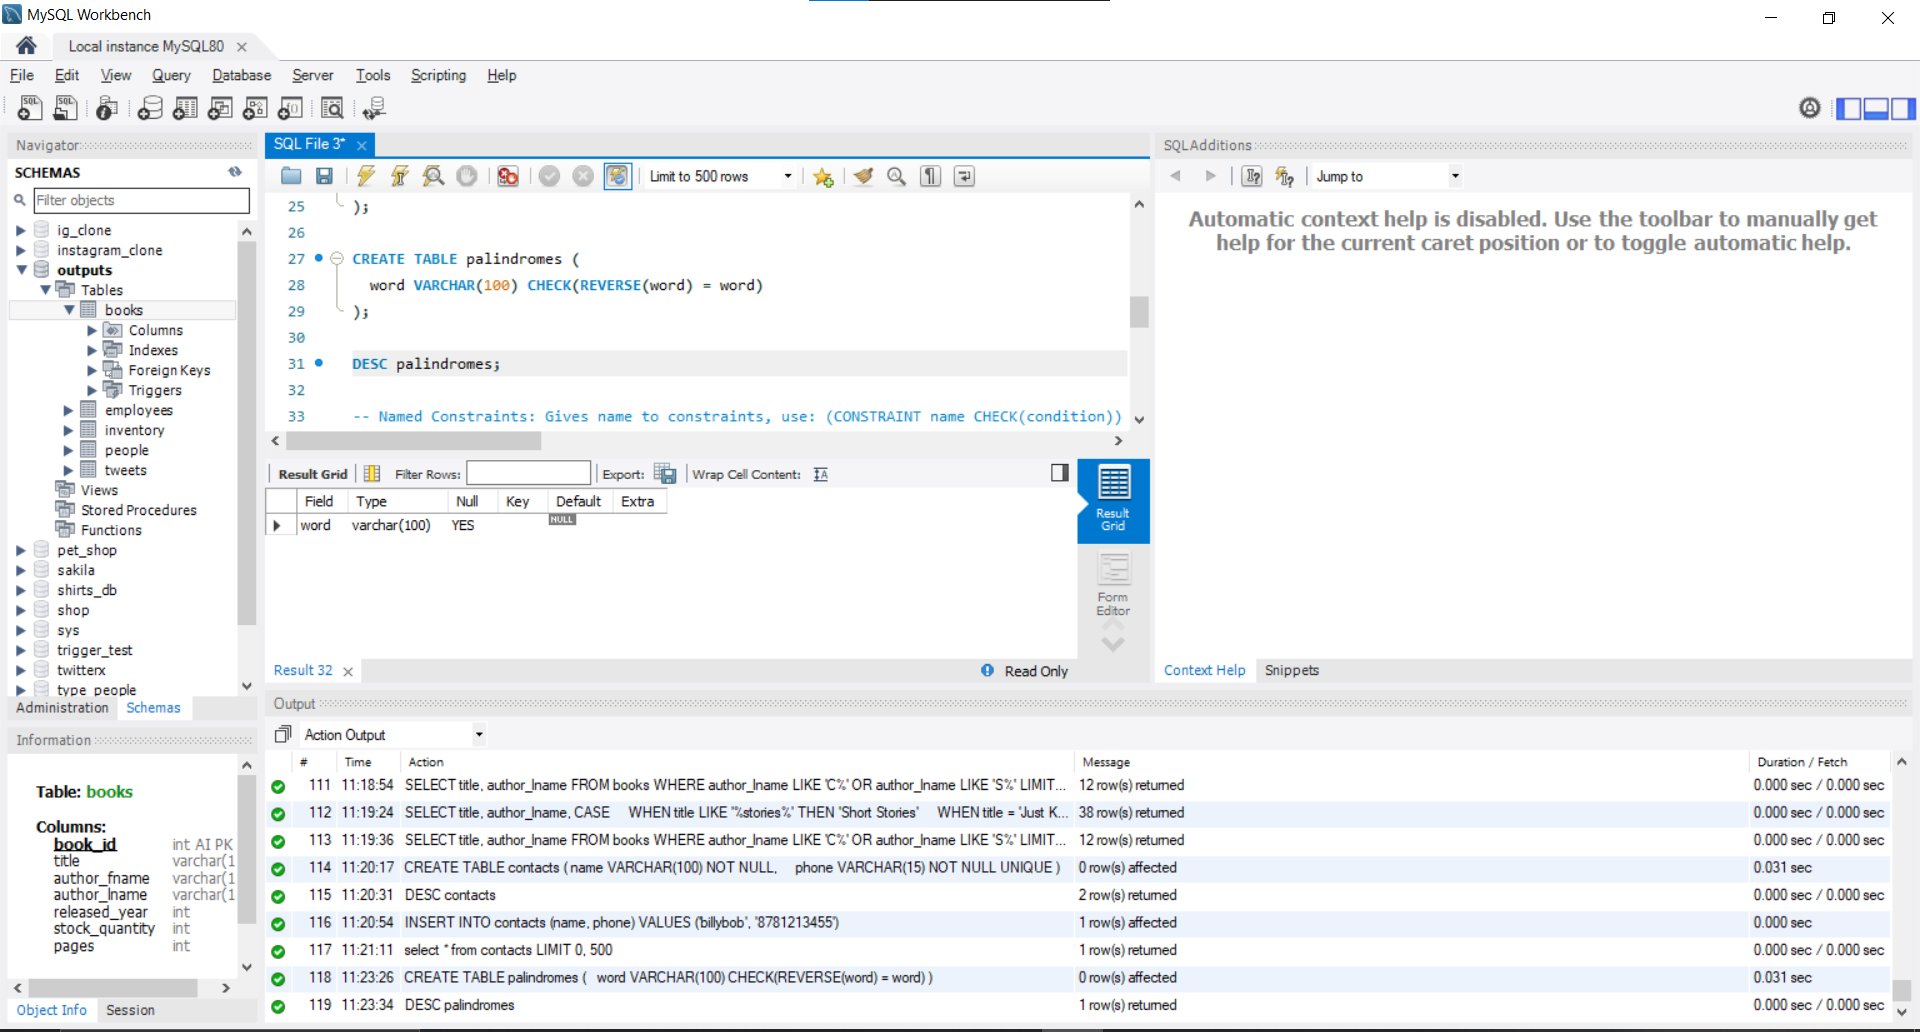 MySQL Workbench
Local instance MySQL80
File Edit View Query Database Server Tools Scripting Help
Navigator
SCHEMAS
Filter objects
ig_clone
instagram_clone
outputs
Tables
books
Columns
Indexes
Foreign Keys
Triggers
employees
inventory
people
tweets
Views
Stored Procedures
Functions
pet_shop
sakila
shirts_db
shop
sys
trigger_test
twitterx
type_people
Administration Schemas
Information
Table: books
Columns:
book_id int AI PK
title varchar(1
author_fname varchar(1
author_lname varchar(1
released_year int
stock_quantity int
pages int
Object Info Session
SQL File 3*
Limit to 500 rows
25 );
26
27 CREATE TABLE palindromes (
28 word VARCHAR(100) CHECK(REVERSE(word) = word)
29 );
30
31 DESC palindromes;
32
33 -- Named Constraints: Gives name to constraints, use: (CONSTRAINT name CHECK(condition))
Result Grid Filter Rows: Export: Wrap Cell Content:
Field Type Null Key Default Extra
word varchar(100) YES NULL
Result Grid
Form Editor
Result 32 Read Only
SQLAdditions
Jump to
Automatic context help is disabled. Use the toolbar to manually get
help for the current caret position or to toggle automatic help.
Context Help Snippets
Output
Action Output
# Time Action Message Duration / Fetch
111 11:18:54 SELECT title, author_lname FROM books WHERE author_lname LIKE 'C%' OR author_lname LIKE 'S%' LIMIT... 12 row(s) returned 0.000 sec / 0.000 sec
112 11:19:24 SELECT title, author_lname, CASE WHEN title LIKE '%stories%' THEN 'Short Stories' WHEN title = 'Just K... 38 row(s) returned 0.000 sec / 0.000 sec
113 11:19:36 SELECT title, author_lname FROM books WHERE author_lname LIKE 'C%' OR author_lname LIKE 'S%' LIMIT... 12 row(s) returned 0.000 sec / 0.000 sec
114 11:20:17 CREATE TABLE contacts ( name VARCHAR(100) NOT NULL, phone VARCHAR(15) NOT NULL UNIQUE ) 0 row(s) affected 0.031 sec
115 11:20:31 DESC contacts 2 row(s) returned 0.000 sec / 0.000 sec
116 11:20:54 INSERT INTO contacts (name, phone) VALUES ('billybob', '8781213455') 1 row(s) affected 0.000 sec
117 11:21:11 select * from contacts LIMIT 0, 500 1 row(s) returned 0.000 sec / 0.000 sec
118 11:23:26 CREATE TABLE palindromes ( word VARCHAR(100) CHECK(REVERSE(word) = word) ) 0 row(s) affected 0.031 sec
119 11:23:34 DESC palindromes 1 row(s) returned 0.000 sec / 0.000 sec